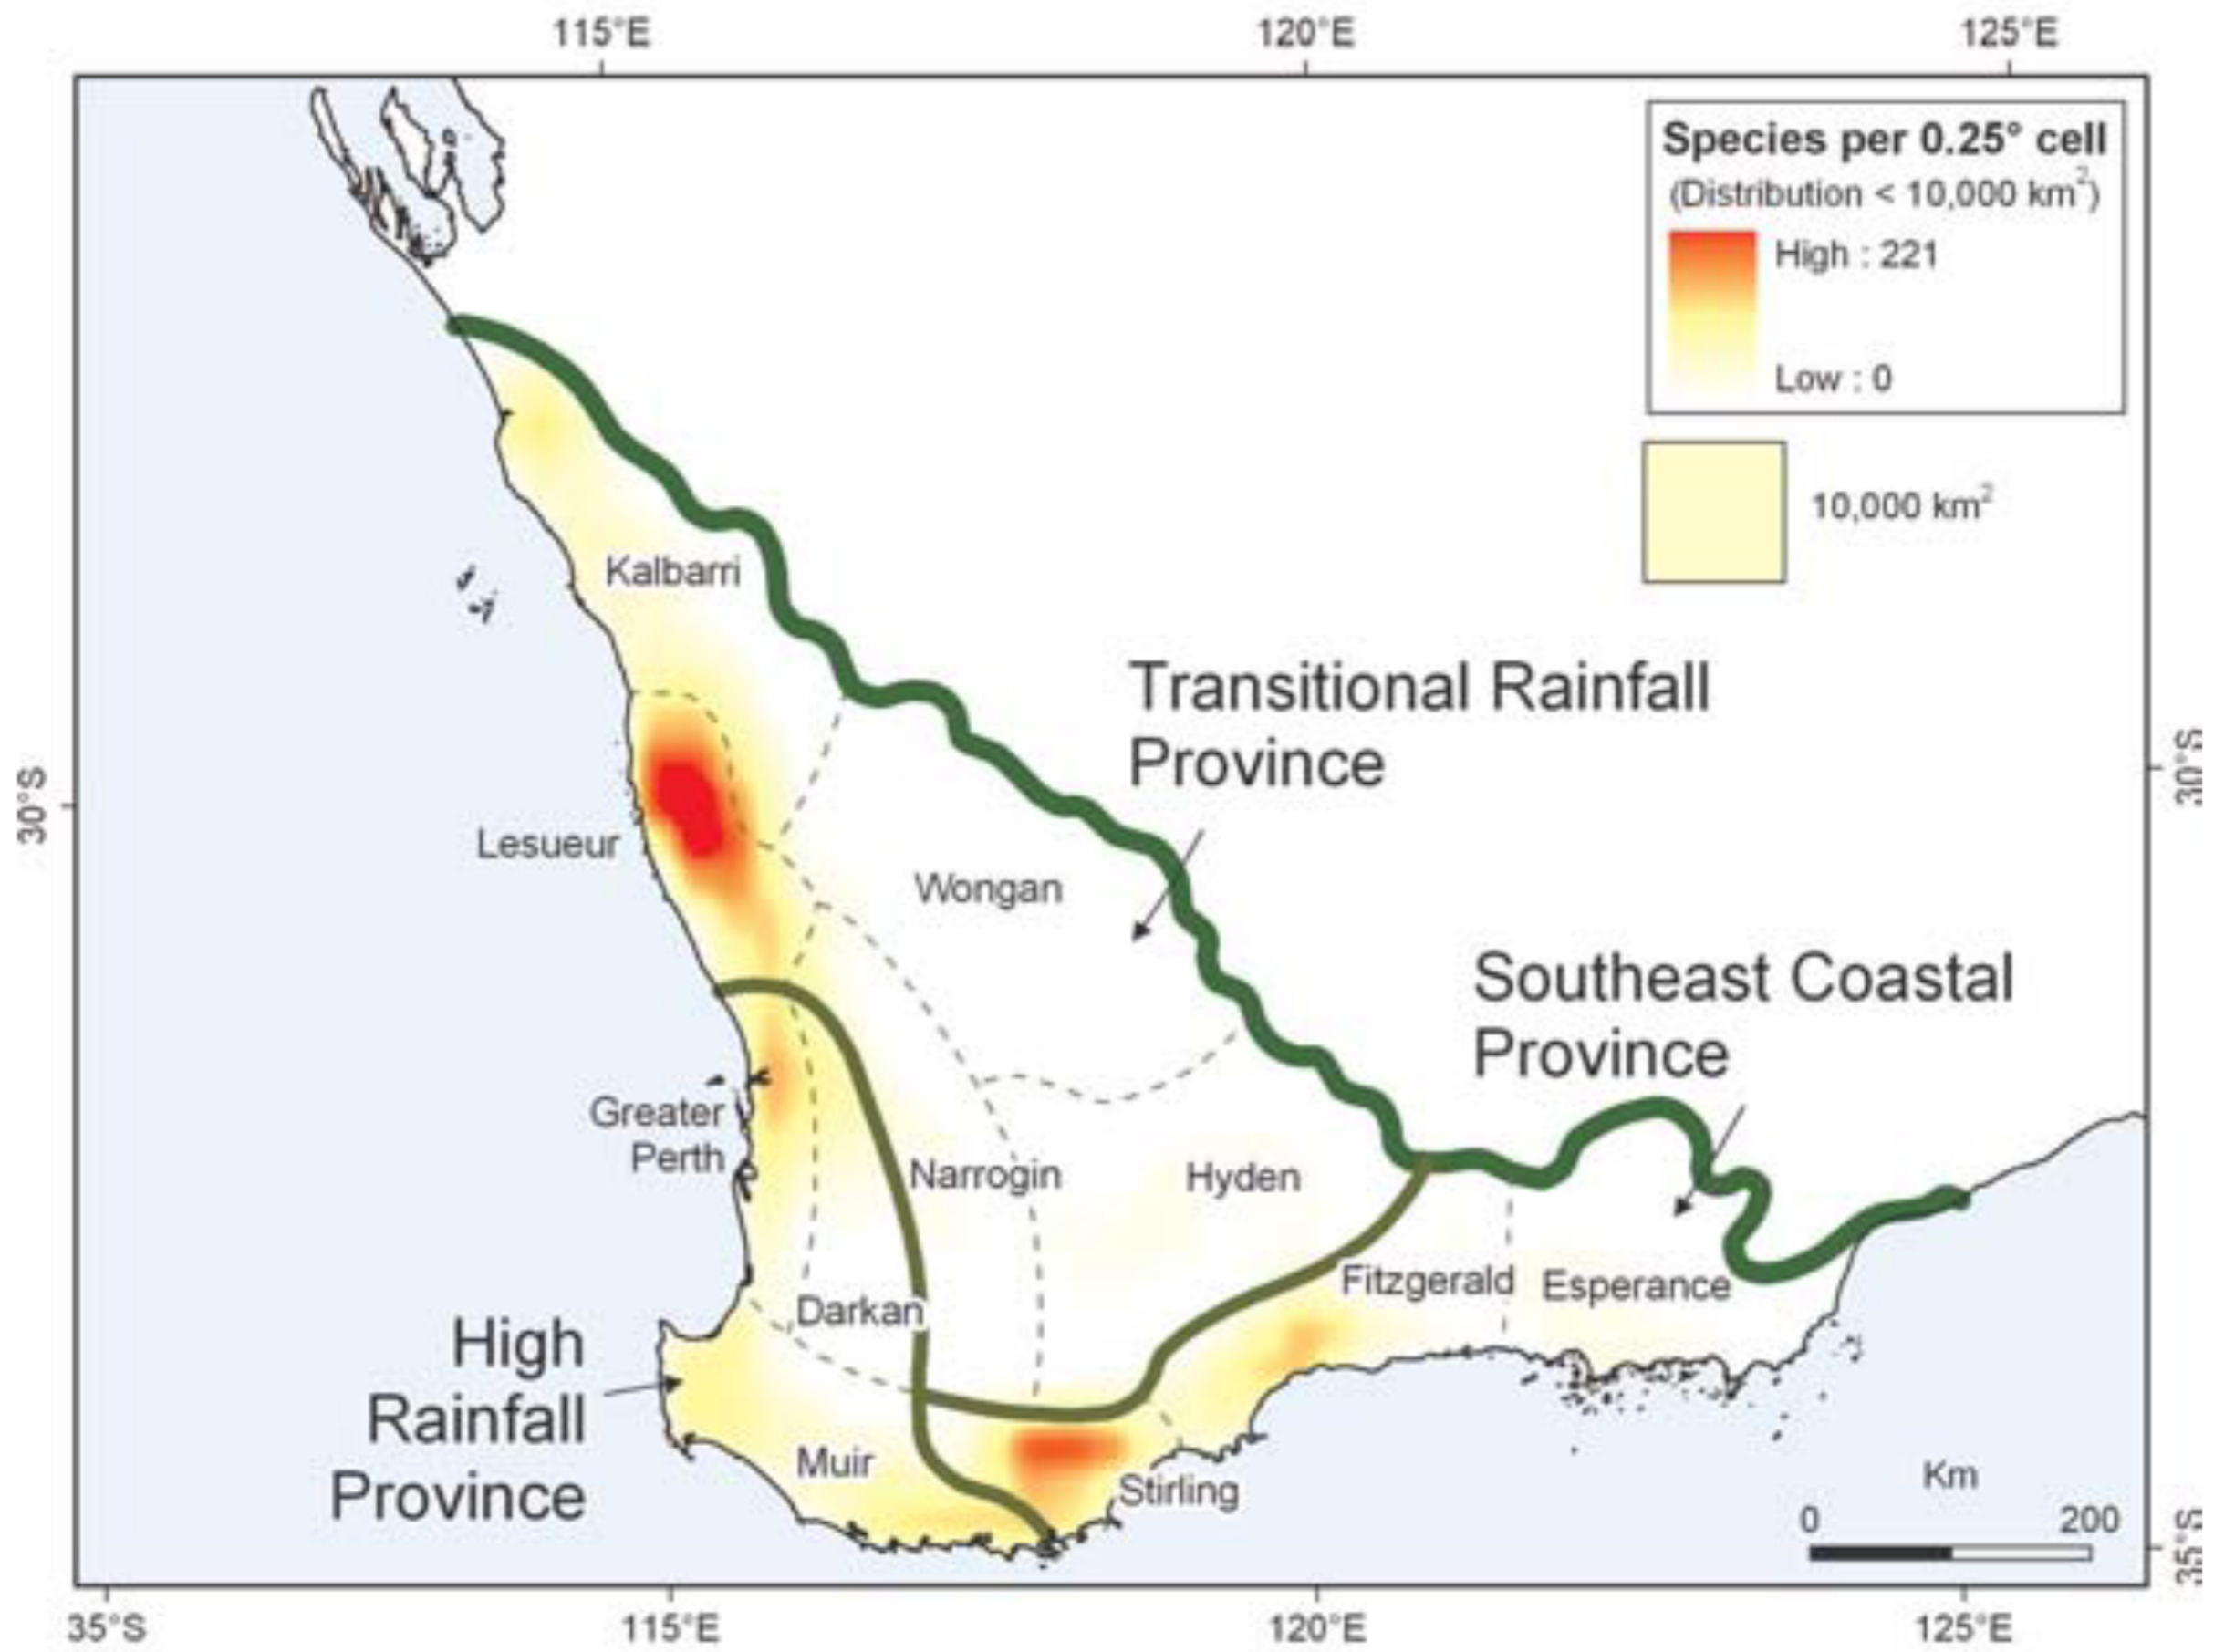 115°E
120°E
125°E
Species per 0.25° cell
(Distribution < 10,000 km²)
High : 221
Low : 0
10,000 km²
Kalbarri
Transitional Rainfall
Province
30°S
30°S
Lesueur
Wongan
Southeast Coastal
Province
Greater
Perth
Narrogin
Hyden
Fitzgerald
Esperance
Darkan
High
Rainfall
Province
Muir
Stirling
Km
0
200
35°S
35°S
115°E
120°E
125°E